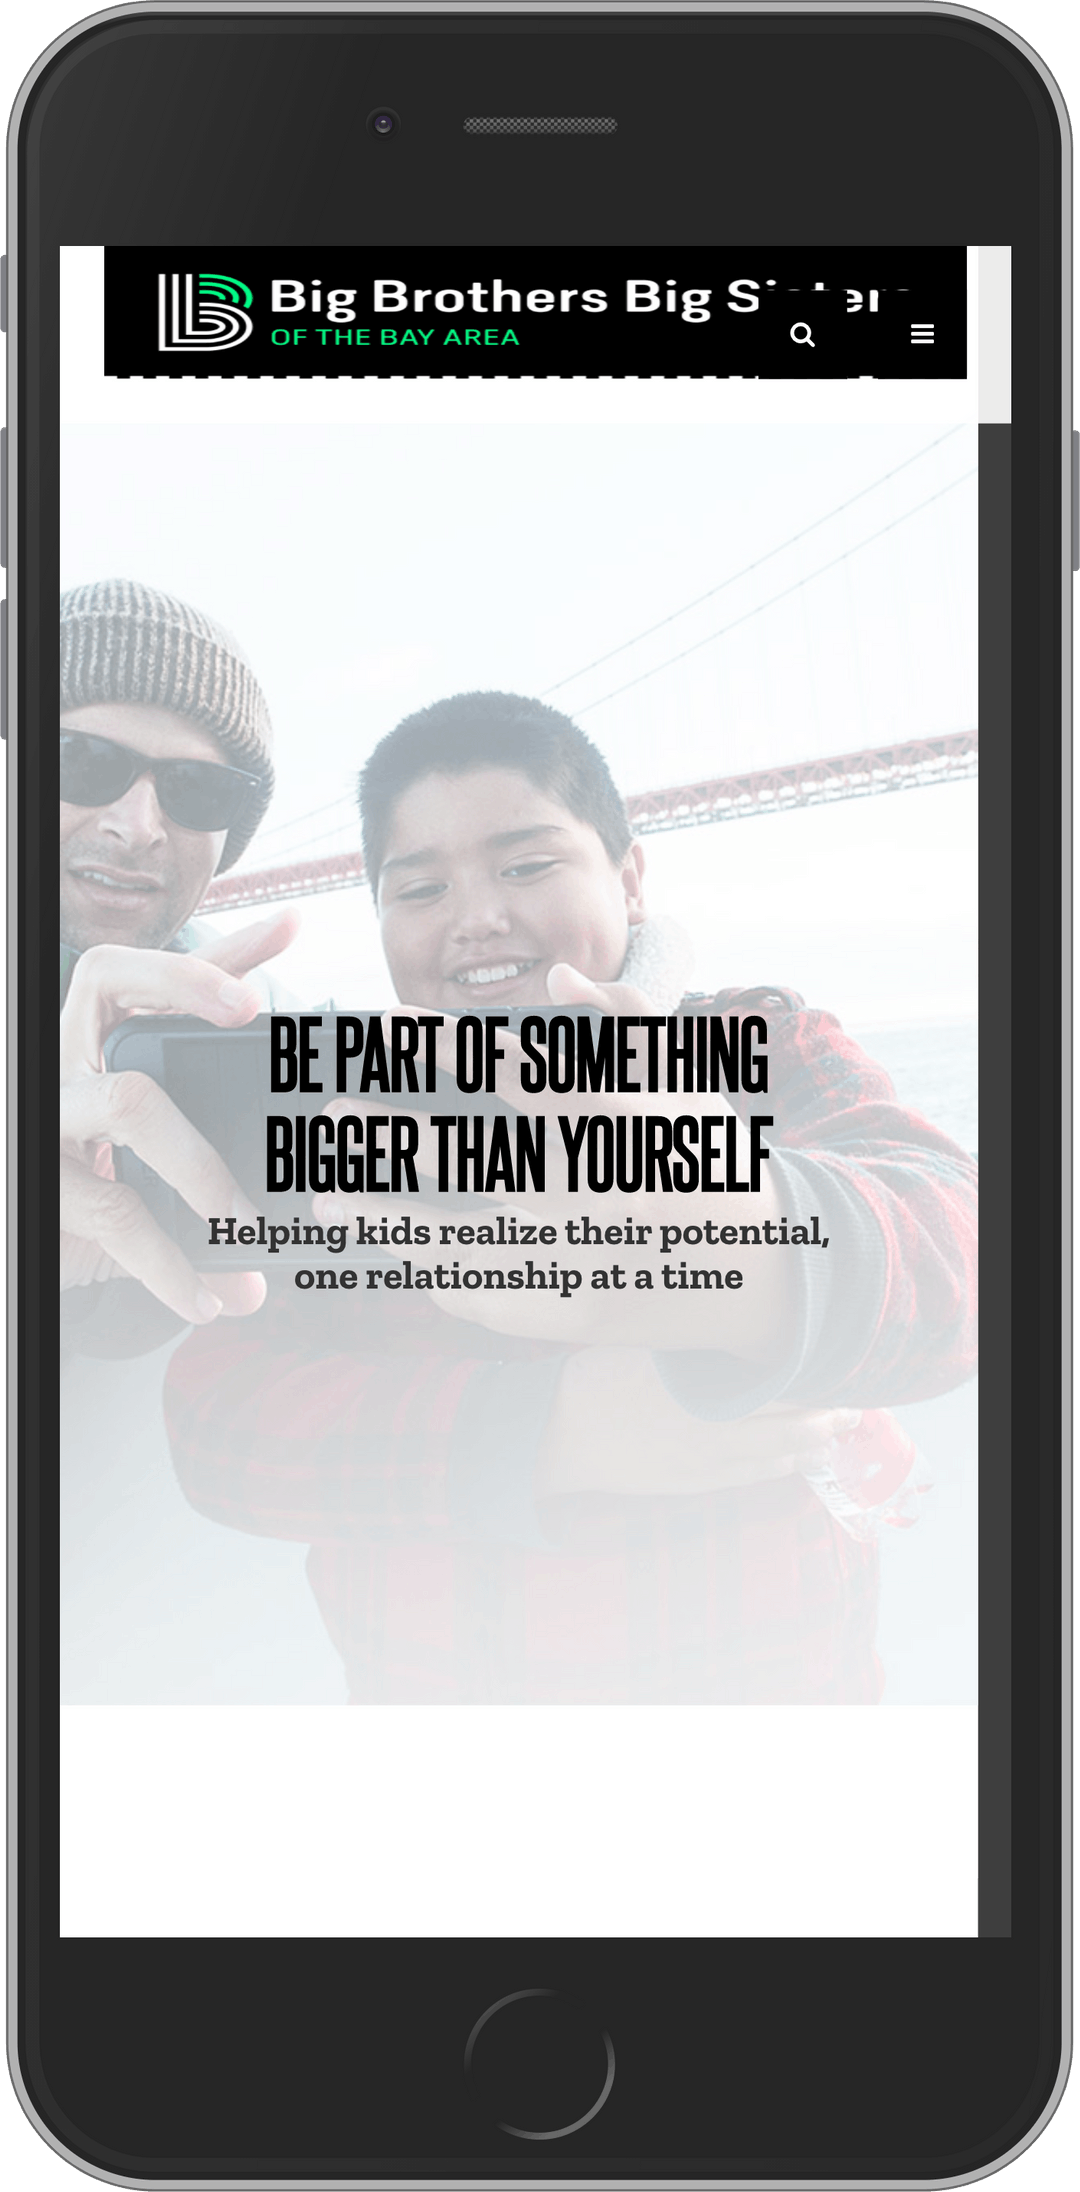 Big Brothers Big Sisters
OF THE BAY AREA
BE PART OF SOMETHING
BIGGER THAN YOURSELF
Helping kids realize their potential,
one relationship at a time